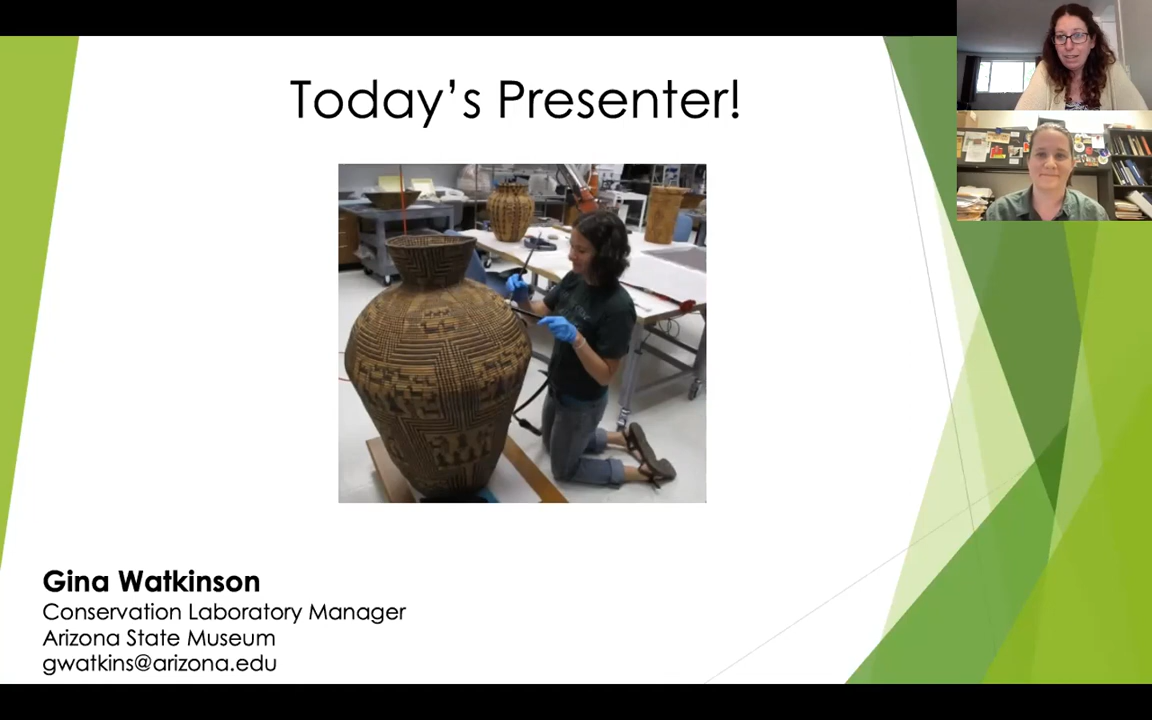 Today's Presenter!
Gina Watkinson
Conservation Laboratory Manager
Arizona State Museum
gwatkins@arizona.edu